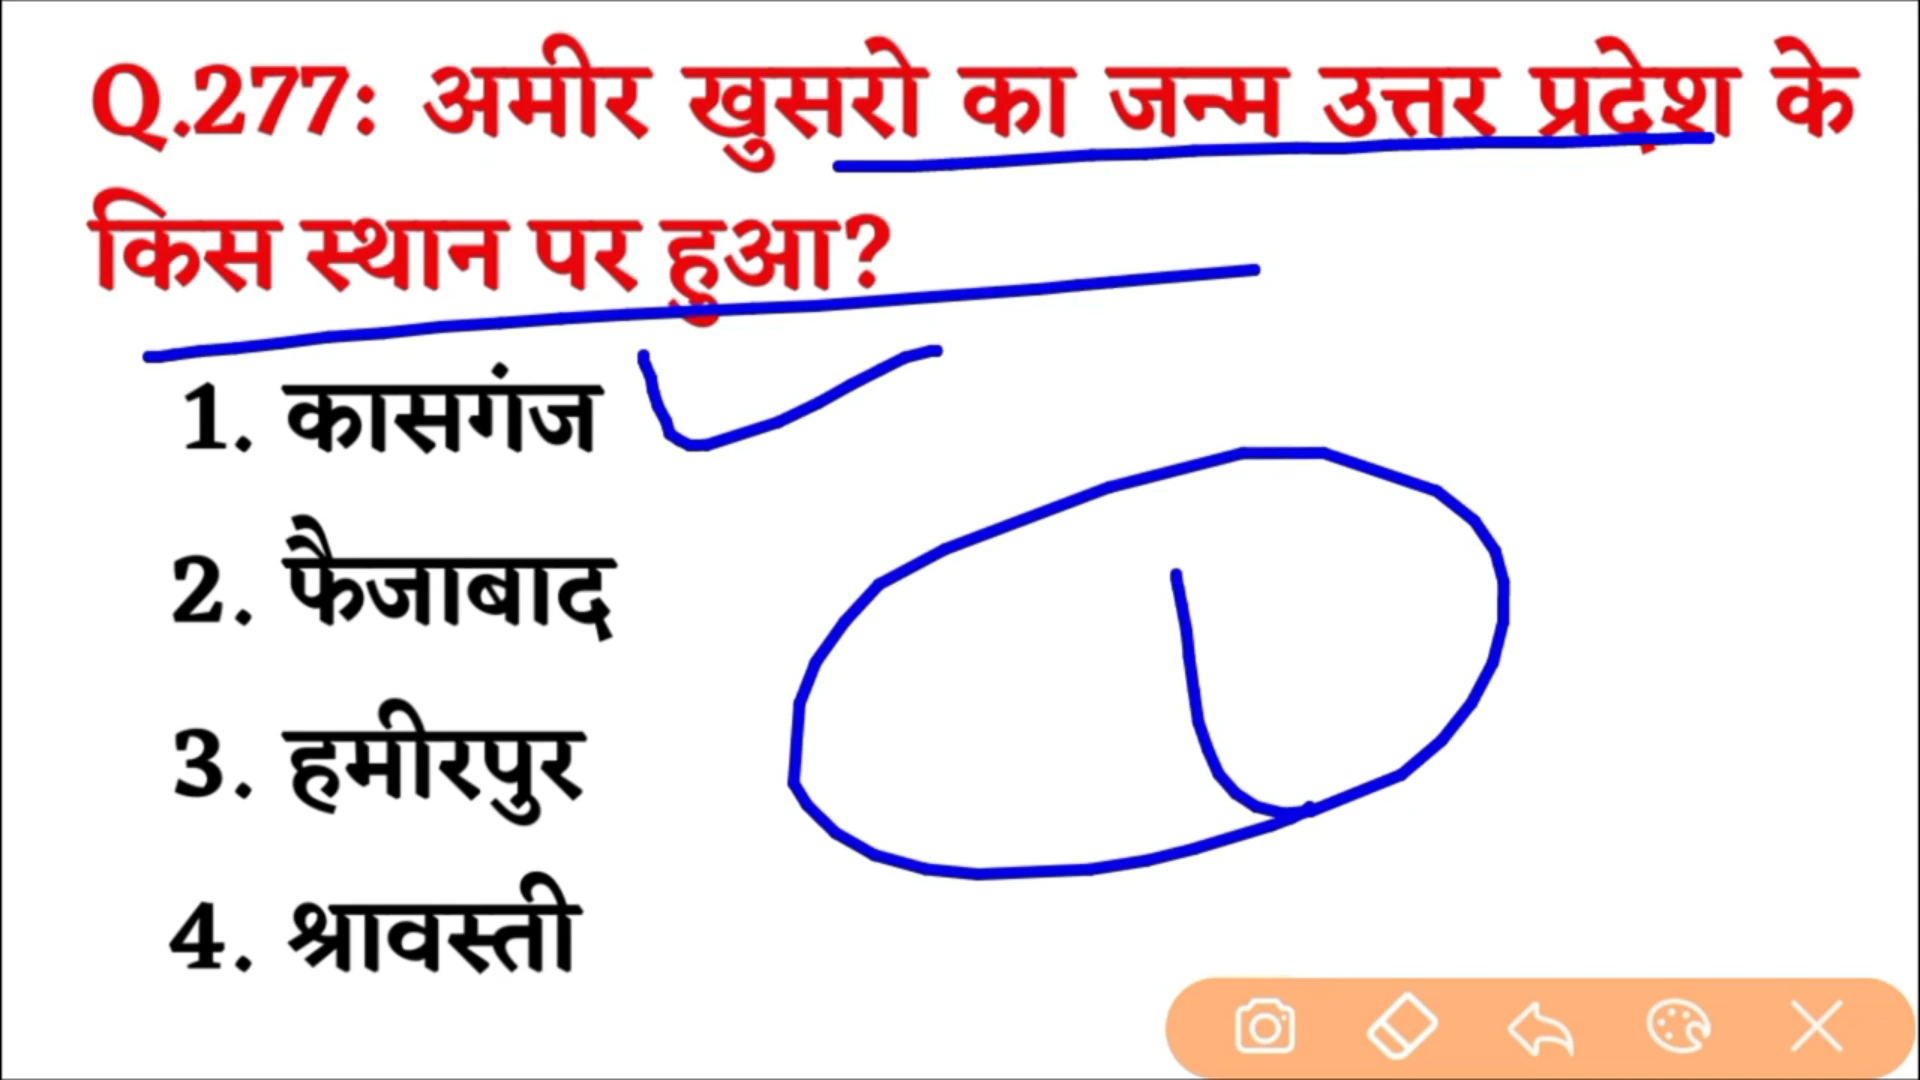 Q.277: अमीर खुसरो का जन्म उत्तर प्रदेश के
किस स्थान पर हुआ?
1. कासगंज
2. फैजाबाद
3. हमीरपुर
4. श्रावस्ती